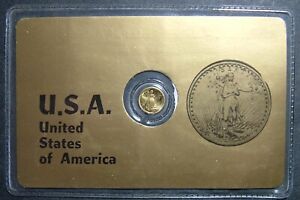 U.S.A.
United
States
of America